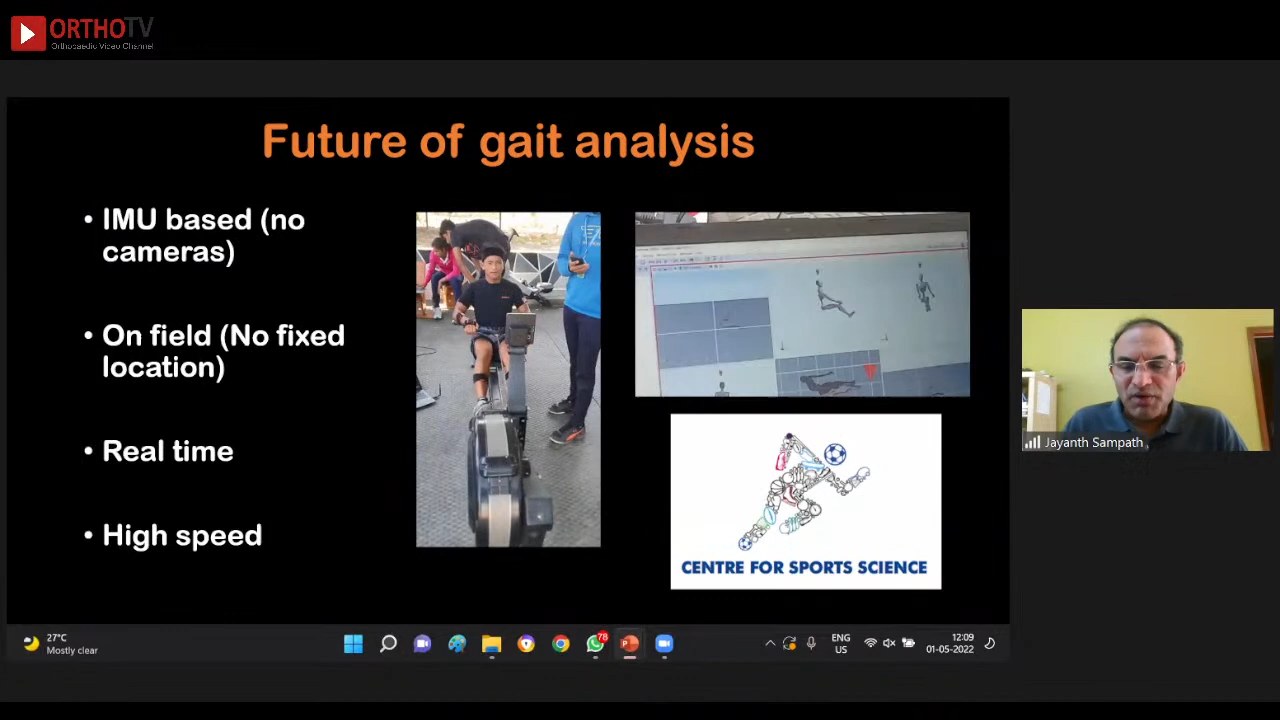 ORTHOTV
Orthopaedic Video Channel
Future of gait analysis
• IMU based (no
cameras)
• On field (No fixed
location)
• Real time
• High speed
CENTRE FOR SPORTS SCIENCE
Jayanth Sampath
27°C
Mostly clear
78
ENG
US
12:09
01-05-2022